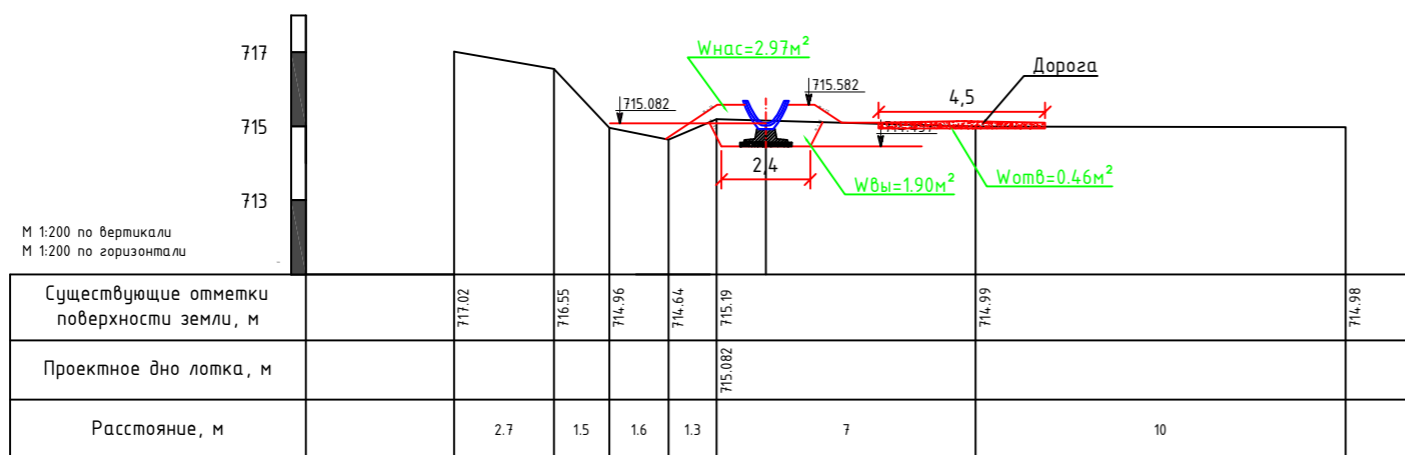 717
715
713
М 1:200 по вертикали
М 1:200 по горизонтали
Wнас=2.97м²
715.082
715.582
Дорога
4,5
2,4
Wвы=1.90м²
Wотв=0.46м²
Существующие отметки
поверхности земли, м
717.02
716.55
714.96
714.64
715.19
714.99
714.98
Проектное дно лотка, м
715.082
Расстояние, м
2.7
1.5
1.6
1.3
7
10